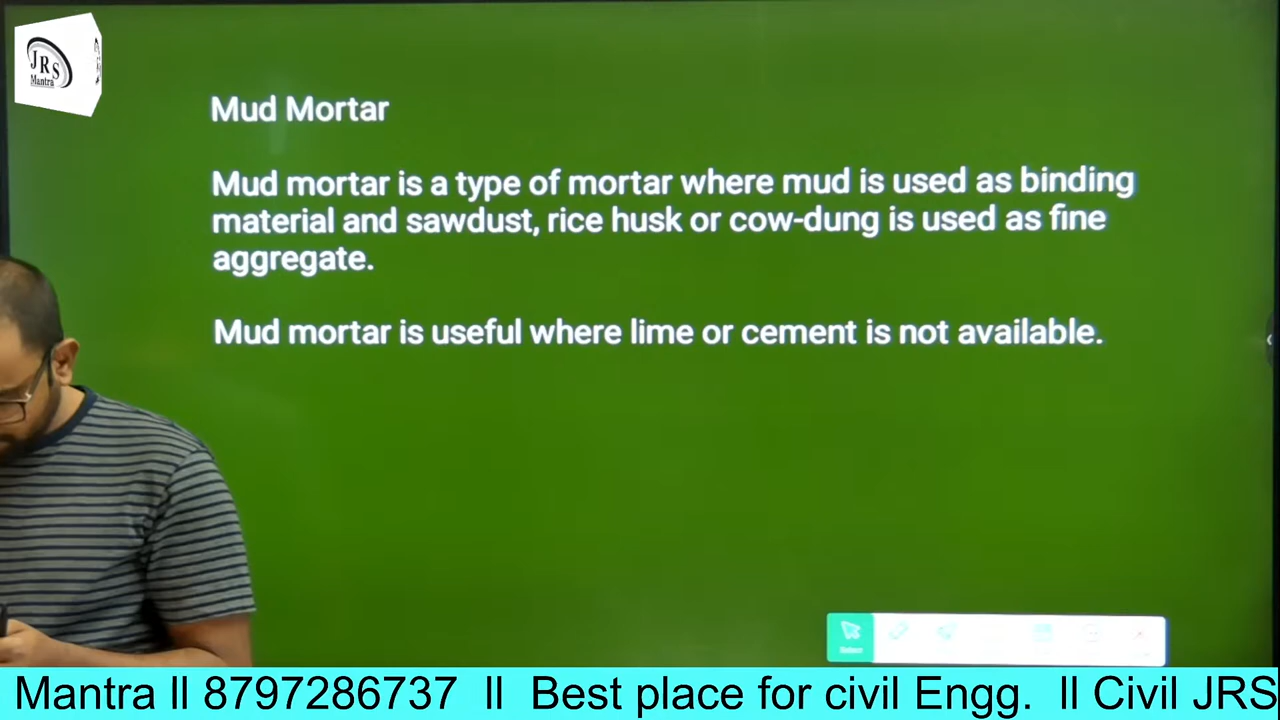 JRS
Mantra
Mud Mortar
Mud mortar is a type of mortar where mud is used as binding
material and sawdust, rice husk or cow-dung is used as fine
aggregate.
Mud mortar is useful where lime or cement is not available.
Select
Mantra ll 8797286737 ll Best place for civil Engg. ll Civil JRS